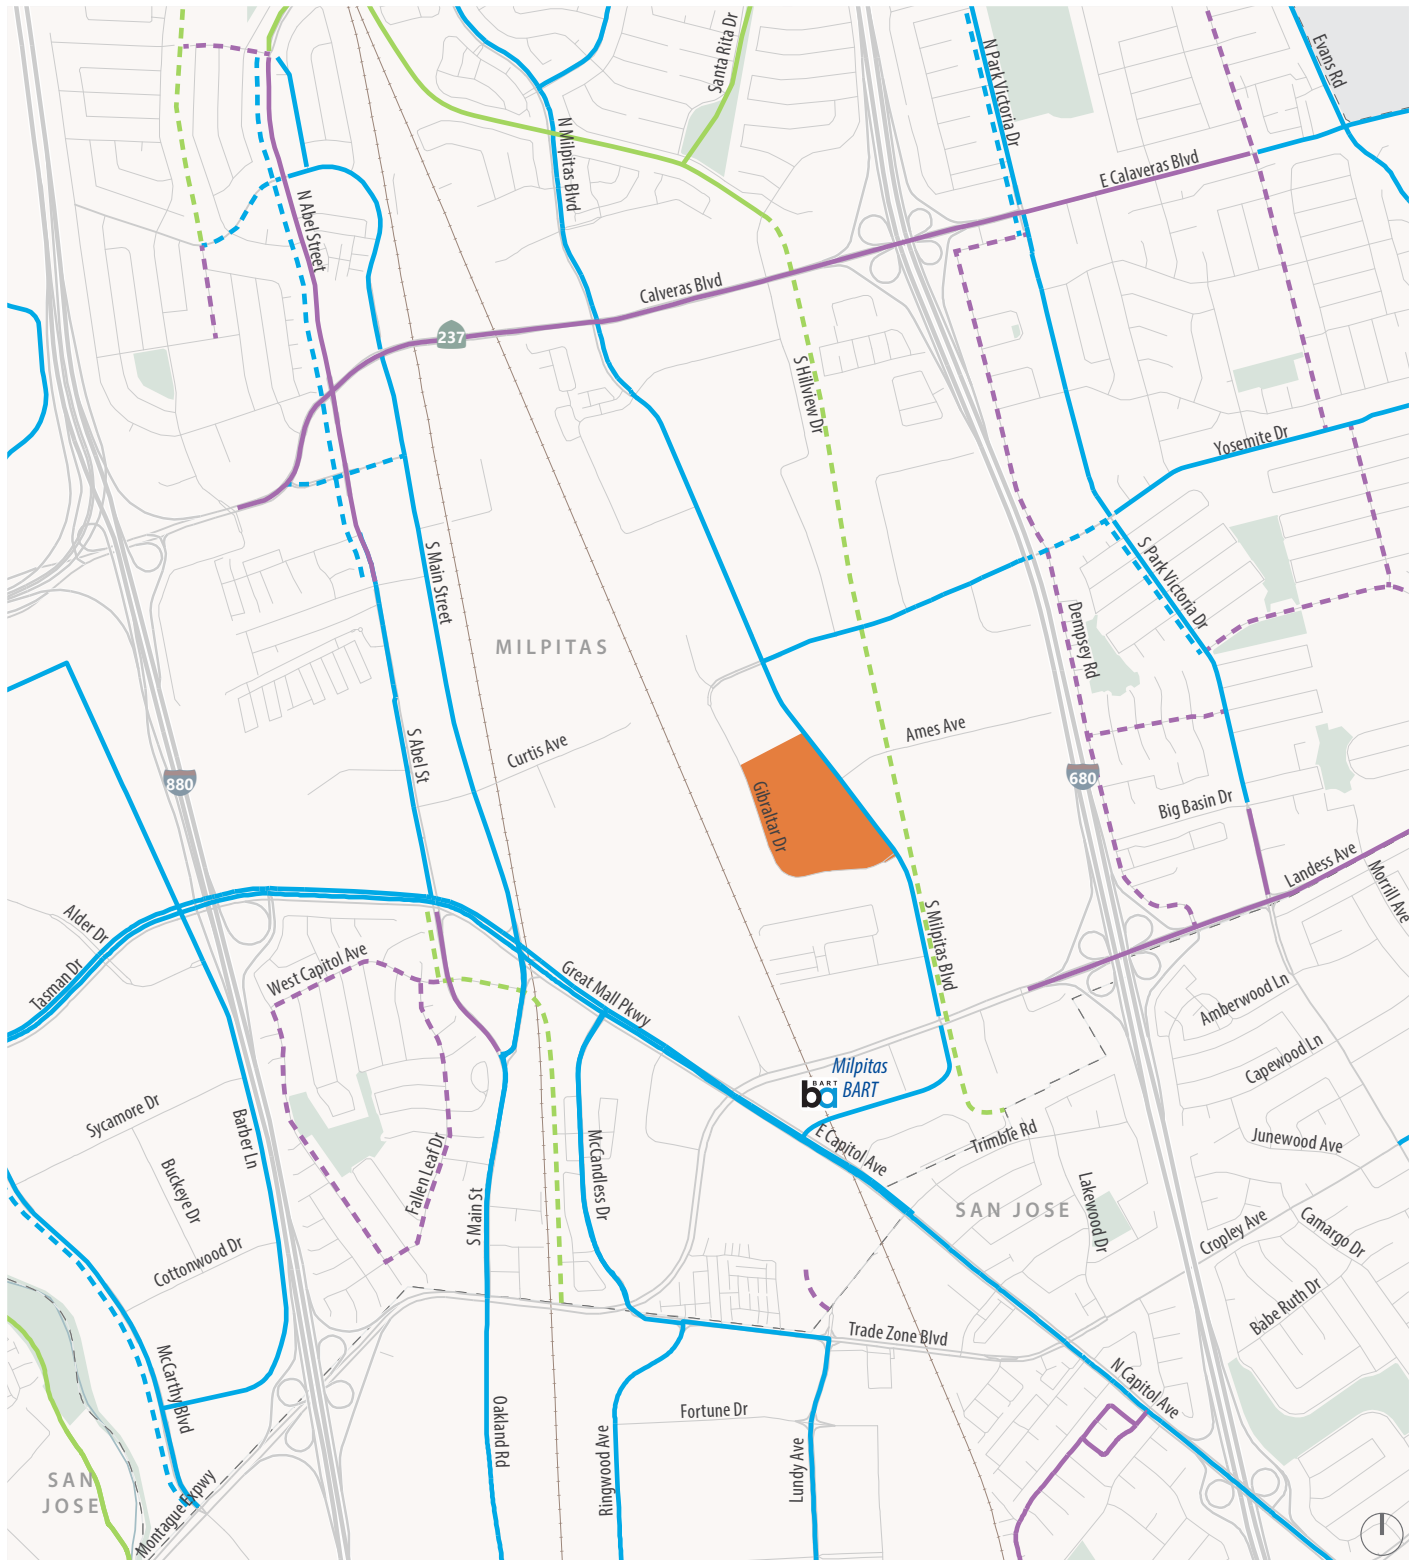 Santa Rita Dr
N Park Victoria Dr
Evans Rd
N Milpitas Blvd
E Calaveras Blvd
N Abel Street
Calveras Blvd
237
S Hillview Dr
Yosemite Dr
S Main Street
S Park Victoria Dr
MILPITAS
Dempsey Rd
S Abel St
Curtis Ave
Ames Ave
880
680
Gibraltar Dr
Big Basin Dr
Landess Ave
Morrill Ave
Alder Dr
Tasman Dr
West Capitol Ave
Great Mall Pkwy
S Milpitas Blvd
Amberwood Ln
Capewood Ln
Milpitas
BART
BART
ba
Sycamore Dr
Barber Ln
Buckeye Dr
Fallen Leaf Dr
S Main St
McCandless Dr
E Capitol Ave
Trimble Rd
Junewood Ave
SAN JOSE
Lakewood Dr
Cropley Ave
Camargo Dr
Cottonwood Dr
Babe Ruth Dr
McCarthy Blvd
Trade Zone Blvd
N Capitol Ave
Oakland Rd
Fortune Dr
Ringwood Ave
Lundy Ave
SAN
JOSE
Montague Expwy